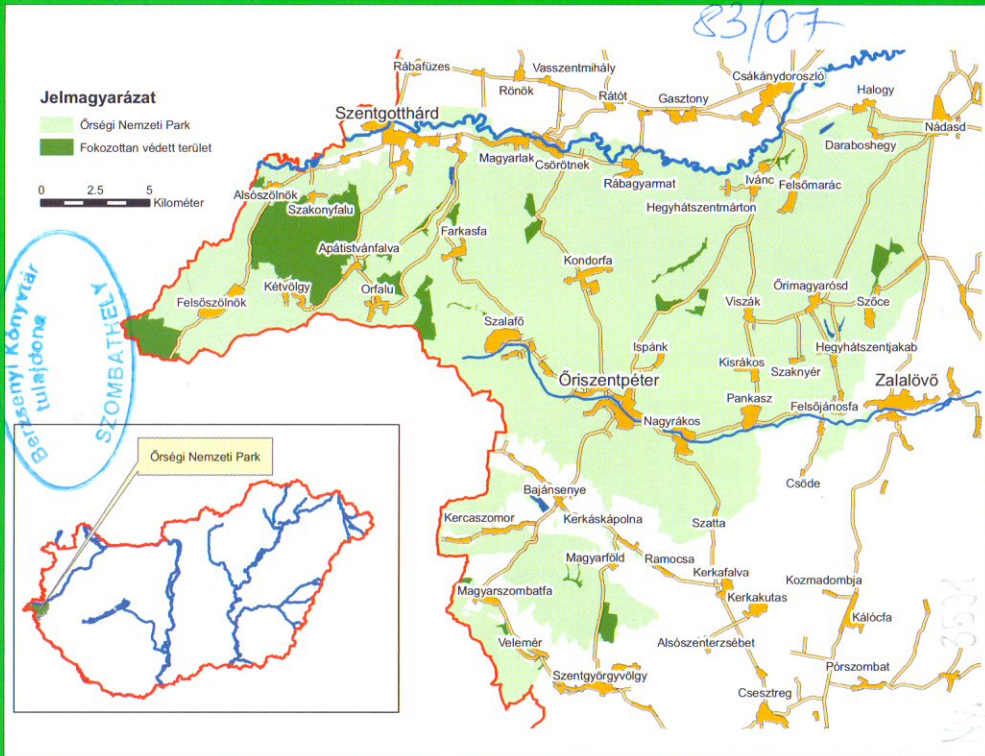 83/07
Jelmagyarázat
Őrségi Nemzeti Park
Fokozottan védett terület
0 2.5 5
Kilométer
Rábafüzes
Vasszentmihály
Rönök
Rátót
Gasztony
Csákánydoroszló
Halogy
Nádasd
Daraboshegy
Szentgotthárd
Magyarlak
Csörötnek
Rábagyarmat
Ivánc
Felsőmarác
Hegyhátszentmárton
Alsószölnök
Szakonyfalu
Apátistvánfalva
Farkasfa
Kondorfa
Kétvölgy
Orfalu
Felsőszölnök
Viszák
Őrimagyarósd
Szőce
Szalafő
Ispánk
Hegyhátszentjakab
Kisrákos
Szaknyér
Őriszentpéter
Zalalövő
Pankasz
Felsőjánosfa
Nagyrákos
Csöde
Berzsenyi Könyvtár
tulajdona
SZOMBATHELY
Őrségi Nemzeti Park
Bajánsenye
Kercaszomor
Kerkáskápolna
Szatta
Magyarföld
Ramocsa
Kerkafalva
Kozmadombja
Magyarszombatfa
Kerkakutas
Kálócfa
Velemér
Alsószenterzsébet
Pórszombat
Szentgyörgyvölgy
Csesztreg